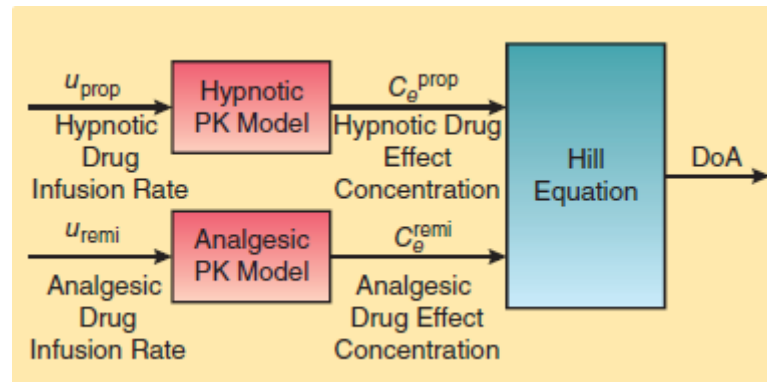 u_prop
Hypnotic
Drug
Infusion Rate
Hypnotic
PK Model
C_e^prop
Hypnotic Drug
Effect
Concentration
u_remi
Analgesic
Drug
Infusion Rate
Analgesic
PK Model
C_e^remi
Analgesic
Drug Effect
Concentration
Hill
Equation
DoA